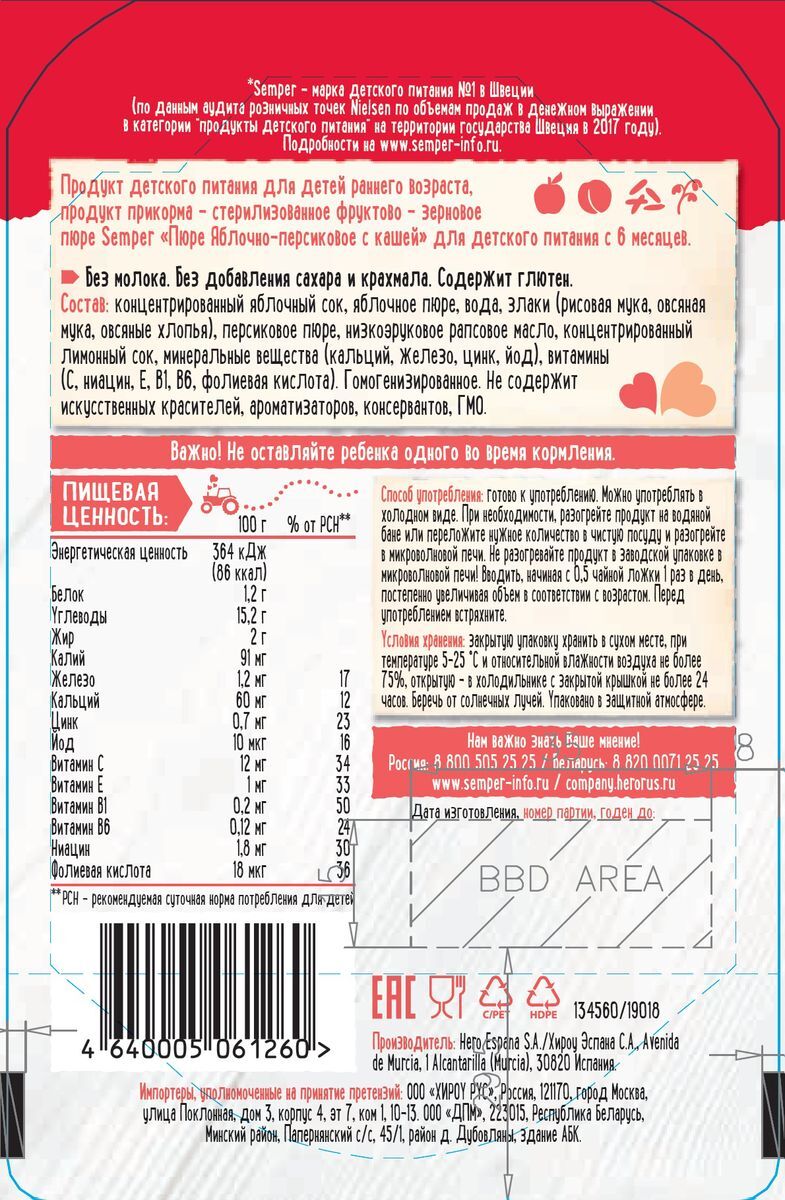 *Semper – марка детского питания №1 в Швеции
(по данным аудита розничных точек Nielsen по объемам продаж в денежном выражении
в категории "продукты детского питания" на территории государства Швеция в 2017 году).
Подробности на www.semper-info.ru.
Продукт детского питания для детей раннего возраста,
продукт прикорма – стерилизованное фруктово – зерновое
пюре Semper «Пюре Яблочно-персиковое с кашей» для детского питания с 6 месяцев.
Без молока. Без добавления сахара и крахмала. Содержит глютен.
Состав: концентрированный яблочный сок, яблочное пюре, вода, злаки (рисовая мука, овсяная
мука, овсяные хлопья), персиковое пюре, низкоэруковое рапсовое масло, концентрированный
лимонный сок, минеральные вещества (кальций, железо, цинк, йод), витамины
(С, ниацин, Е, В1, В6, фолиевая кислота). Гомогенизированное. Не содержит
искусственных красителей, ароматизаторов, консервантов, ГМО.
Важно! Не оставляйте ребенка одного во время кормления.
ПИЩЕВАЯ
ЦЕННОСТЬ:
100 г % от РСН**
Энергетическая ценность 364 кДж
(86 ккал)
Белок 1,2 г
Углеводы 15,2 г
Жир 2 г
Калий 91 мг
Железо 1,2 мг 17
Кальций 60 мг 12
Цинк 0,7 мг 23
Йод 10 мкг 16
Витамин С 12 мг 34
Витамин Е 1 мг 33
Витамин В1 0,2 мг 50
Витамин В6 0,12 мг 24
Ниацин 1,8 мг 30
Фолиевая кислота 18 мкг 36
**РСН – рекомендуемая суточная норма потребления для детей
Способ употребления: готово к употреблению. Можно употреблять в
холодном виде. При необходимости, разогрейте продукт на водяной
бане или переложите нужное количество в чистую посуду и разогрейте
в микроволновой печи. Не разогревайте продукт в заводской упаковке в
микроволновой печи! Вводить, начиная с 0,5 чайной ложки 1 раз в день,
постепенно увеличивая объем в соответствии с возрастом. Перед
употреблением встряхните.
Условия хранения: закрытую упаковку хранить в сухом месте, при
температуре 5-25 °С и относительной влажности воздуха не более
75%, открытую – в холодильнике с закрытой крышкой не более 24
часов. Беречь от солнечных лучей. Упаковано в защитной атмосфере.
Нам важно знать Ваше мнение!
Россия: 8 800 505 25 25 / Беларусь: 8 820 0071 25 25
www.semper-info.ru / company.herorus.ru
8
Дата изготовления, номер партии, годен до:
BBD AREA
5
4 640005 061260 >
EAC
C/PET
HDPE
134560/19018
Производитель: Hero Espana S.A./Хироу Эспана С.А., Avenida
de Murcia, 1 Alcantarilla (Murcia), 30820 Испания.
Импортеры, уполномоченные на принятие претензий: ООО «ХИРОУ РУС», Россия, 121170, город Москва,
улица Поклонная, дом 3, корпус 4, эт 7, ком 1, 10-13. ООО «ДПМ», 223015, Республика Беларусь,
Минский район, Папернянский с/с, 45/1, район д. Дубовляны, здание АБК.